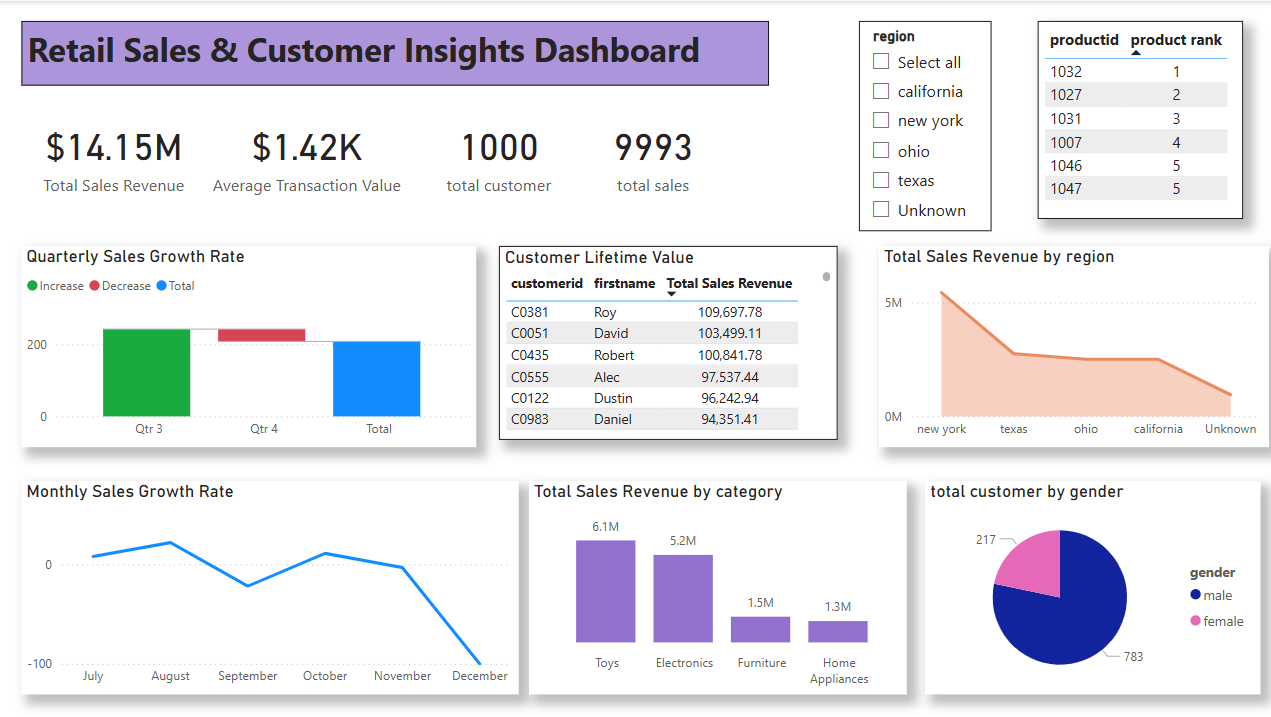 Retail Sales & Customer Insights Dashboard
$14.15M
Total Sales Revenue
$1.42K
Average Transaction Value
1000
total customer
9993
total sales
region
Select all
california
new york
ohio
texas
Unknown
productid product rank
1032 1
1027 2
1031 3
1007 4
1046 5
1047 5
Quarterly Sales Growth Rate
Increase Decrease Total
200
0
Qtr 3 Qtr 4 Total
Customer Lifetime Value
customerid firstname Total Sales Revenue
C0381 Roy 109,697.78
C0051 David 103,499.11
C0435 Robert 100,841.78
C0555 Alec 97,537.44
C0122 Dustin 96,242.94
C0983 Daniel 94,351.41
Total Sales Revenue by region
5M
0M
new york texas ohio california Unknown
Monthly Sales Growth Rate
0
-100
July August September October November December
Total Sales Revenue by category
6.1M
5.2M
1.5M
1.3M
Toys Electronics Furniture Home
Appliances
total customer by gender
217
783
gender
male
female